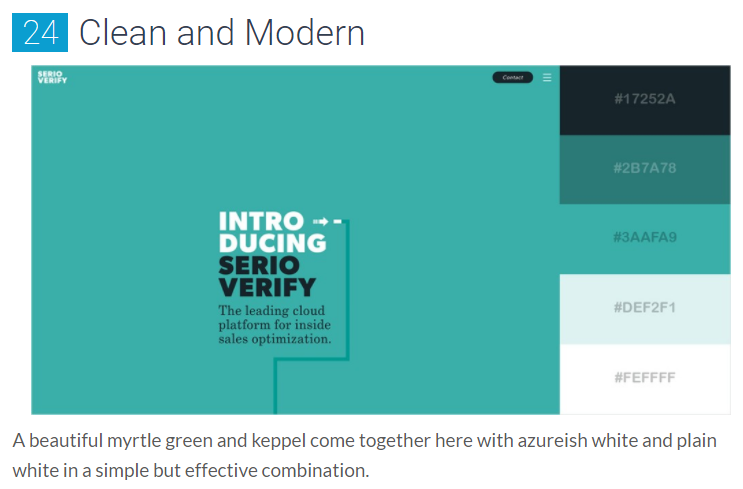 24 Clean and Modern
SERIO
VERIFY
Contact
#17252A
#2B7A78
#3AAFA9
#DEF2F1
#FEFFFF
INTRO
DUCING
SERIO
VERIFY
The leading cloud
platform for inside
sales optimization.
A beautiful myrtle green and keppel come together here with azureish white and plain
white in a simple but effective combination.